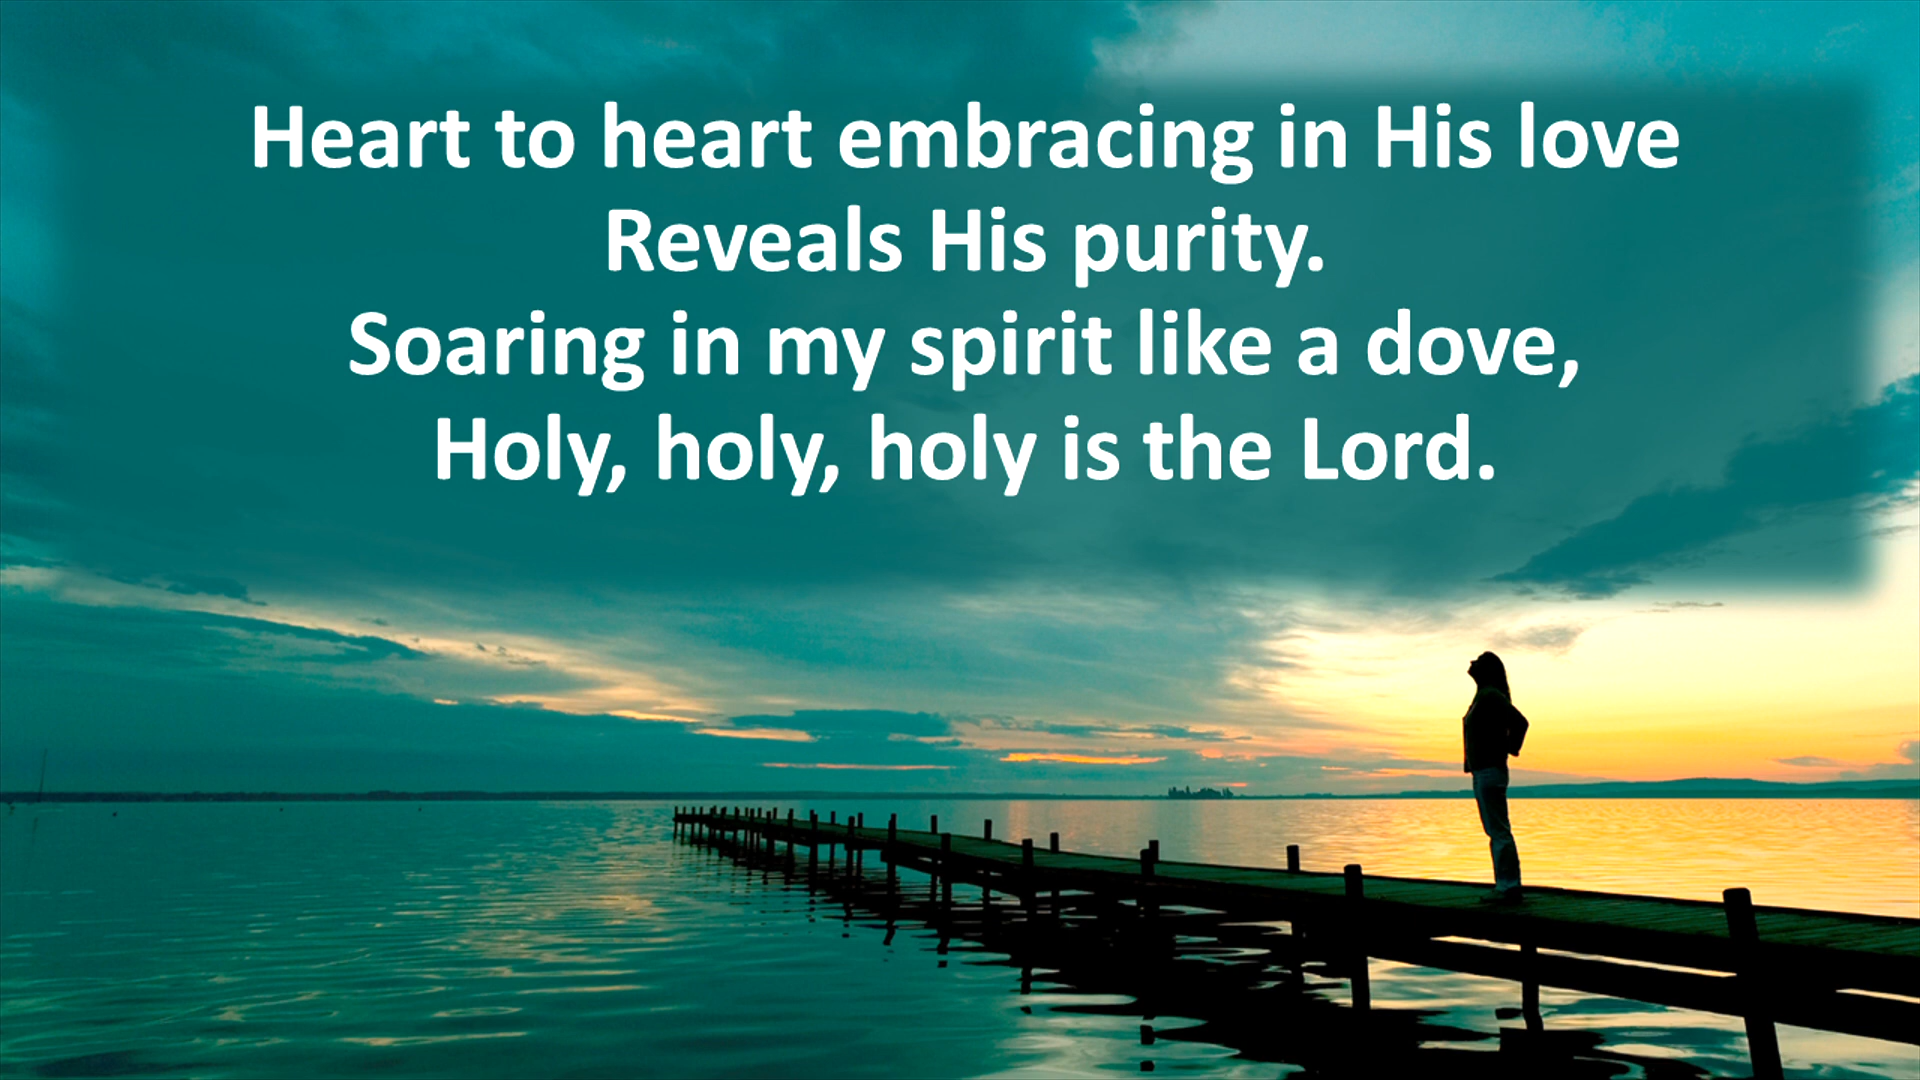 Heart to heart embracing in His love
Reveals His purity.
Soaring in my spirit like a dove,
Holy, holy, holy is the Lord.